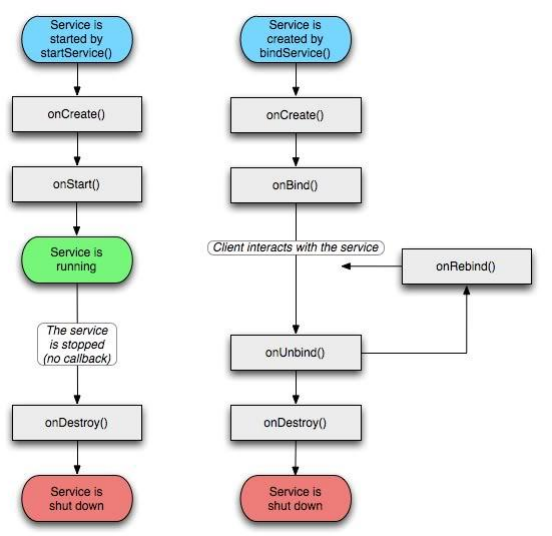 Service is
started by
startService()
onCreate()
onStart()
Service is
running
The service
is stopped
(no callback)
onDestroy()
Service is
shut down
Service is
created by
bindService()
onCreate()
onBind()
Client interacts with the service
onRebind()
onUnbind()
onDestroy()
Service is
shut down